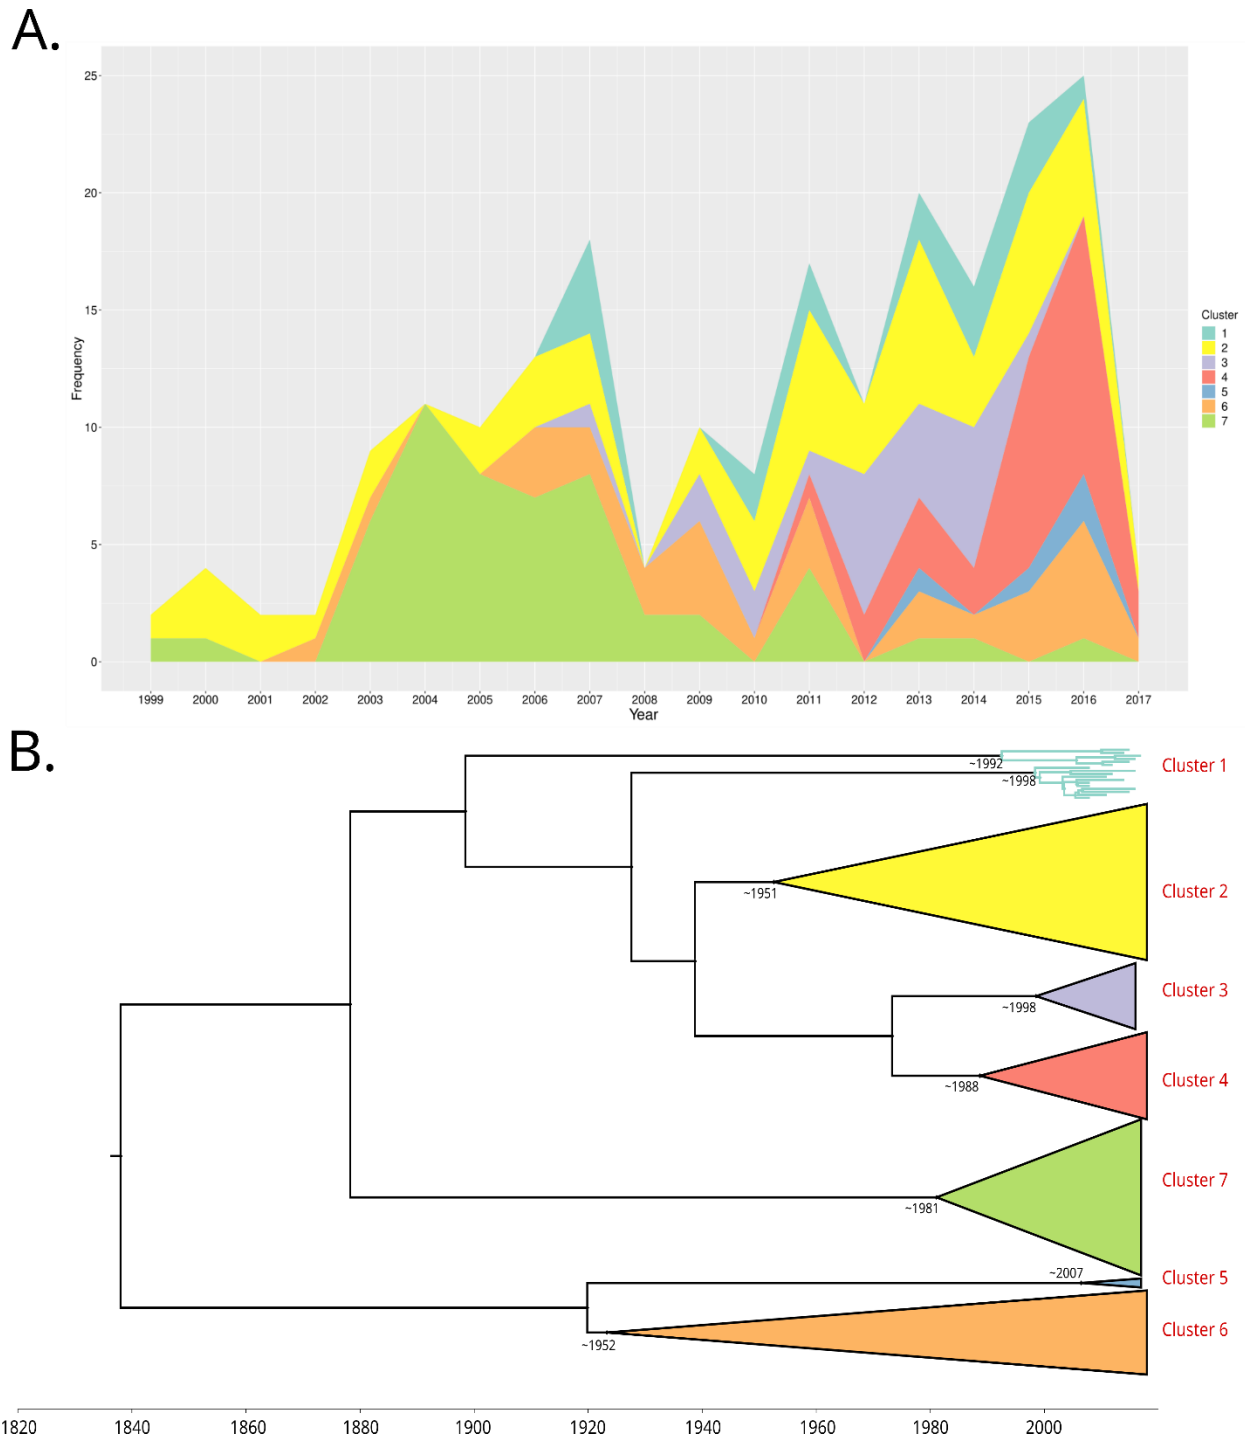 A.
25
20
15
10
5
0
Frequency
1999 2000 2001 2002 2003 2004 2005 2006 2007 2008 2009 2010 2011 2012 2013 2014 2015 2016 2017
Year
Cluster
1
2
3
4
5
6
7
B.
~1992
Cluster 1
~1998
~1951
Cluster 2
Cluster 3
~1998
Cluster 4
~1988
Cluster 7
~1981
~2007
Cluster 5
Cluster 6
~1952
1820 1840 1860 1880 1900 1920 1940 1960 1980 2000